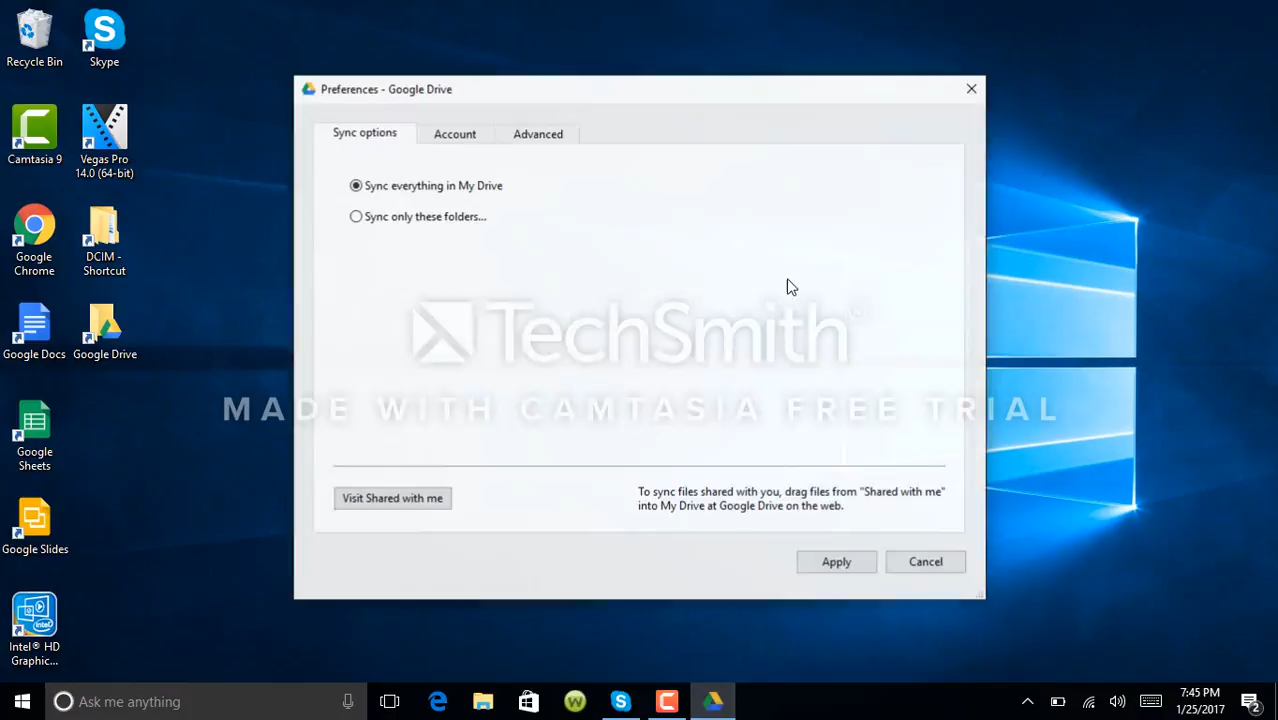 Recycle Bin
Skype
Camtasia 9
Vegas Pro
14.0 (64-bit)
Google
Chrome
DCIM -
Shortcut
Google Docs
Google Drive
Google
Sheets
Google Slides
Intel® HD
Graphic...
Preferences - Google Drive
Sync options
Account
Advanced
Sync everything in My Drive
Sync only these folders...
TechSmith
MADE WITH CAMTASIA FREE TRIAL
Visit Shared with me
To sync files shared with you, drag files from "Shared with me"
into My Drive at Google Drive on the web.
Apply
Cancel
Ask me anything
7:45 PM
1/25/2017
2